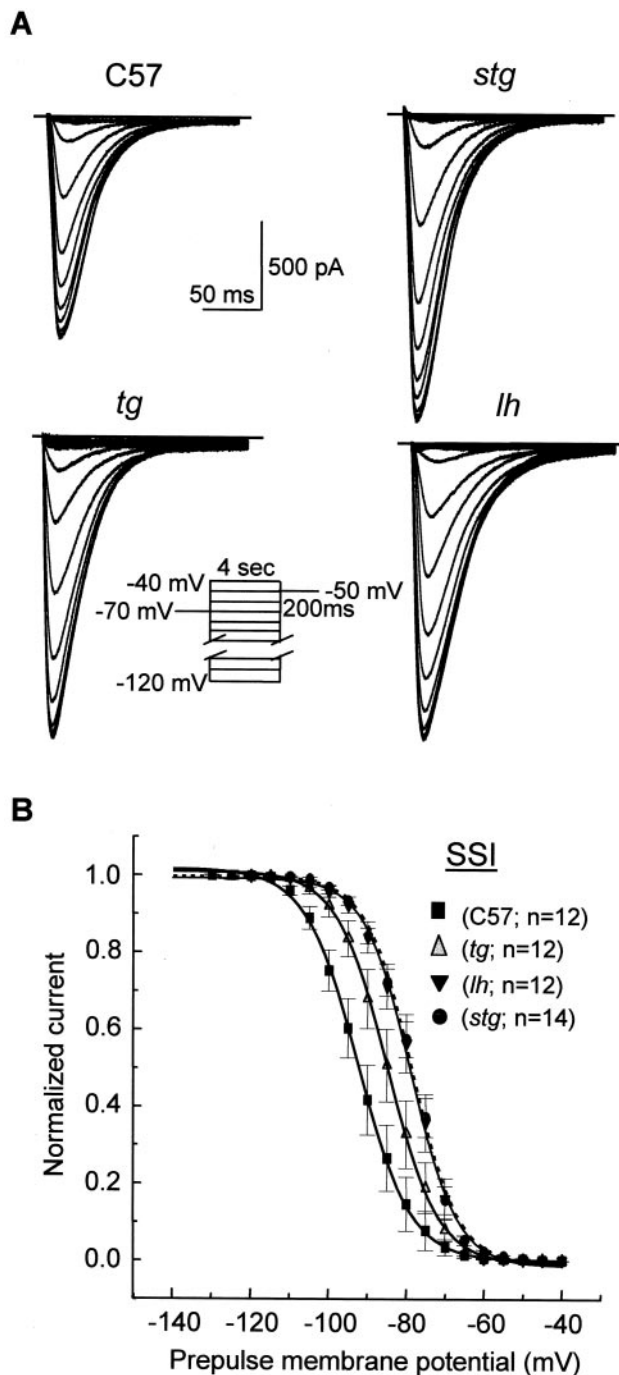 A
C57
stg
500 pA
50 ms
tg
lh
4 sec
-40 mV
-50 mV
-70 mV
200ms
-120 mV
B
SSI
(C57; n=12)
(tg; n=12)
(lh; n=12)
(stg; n=14)
1.0
0.8
0.6
0.4
0.2
0.0
Normalized current
-140 -120 -100 -80 -60 -40
Prepulse membrane potential (mV)